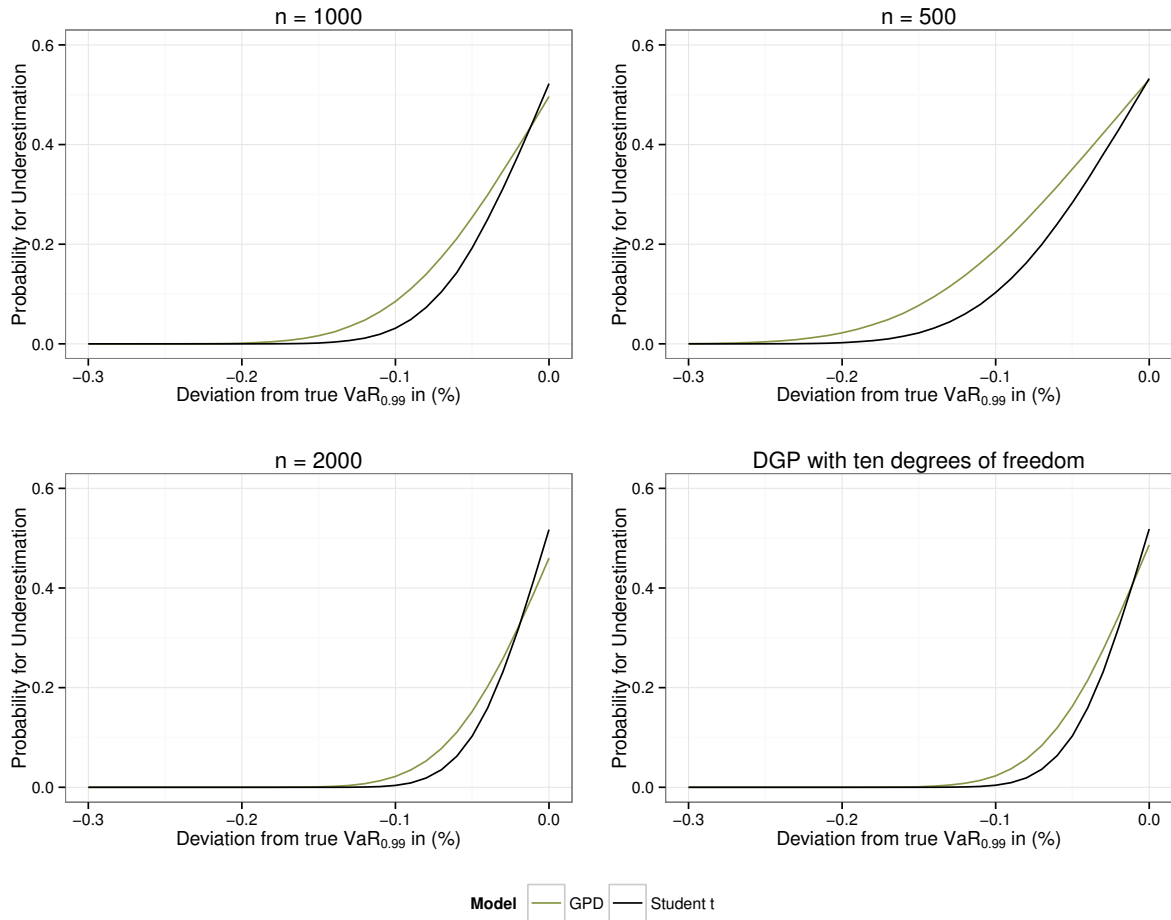 n = 1000
Probability for Underestimation
0.6
0.4
0.2
0.0
−0.3 −0.2 −0.1 0.0
Deviation from true VaR0.99 in (%)
n = 500
Probability for Underestimation
0.6
0.4
0.2
0.0
−0.3 −0.2 −0.1 0.0
Deviation from true VaR0.99 in (%)
n = 2000
Probability for Underestimation
0.6
0.4
0.2
0.0
−0.3 −0.2 −0.1 0.0
Deviation from true VaR0.99 in (%)
DGP with ten degrees of freedom
Probability for Underestimation
0.6
0.4
0.2
0.0
−0.3 −0.2 −0.1 0.0
Deviation from true VaR0.99 in (%)
Model GPD Student t